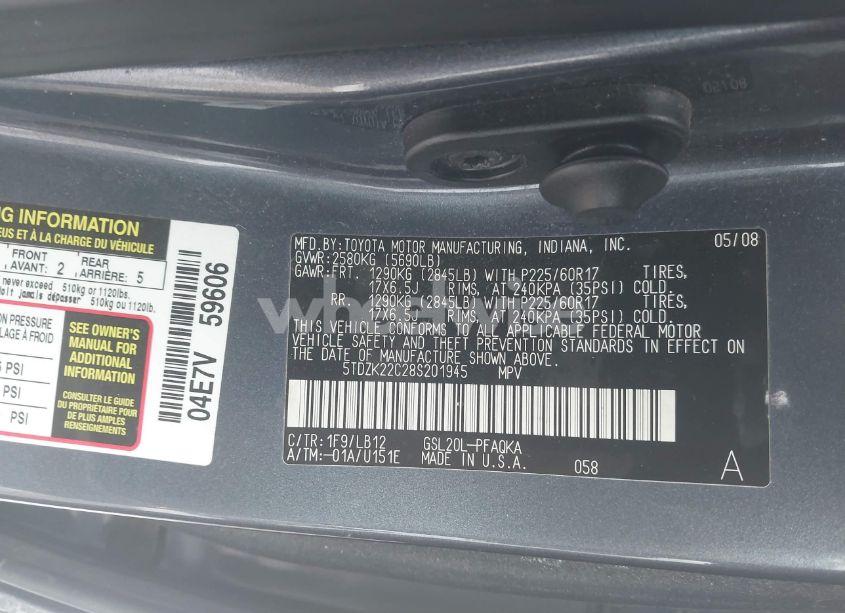 02108
NG INFORMATION
EUS ET À LA CHARGE DU VÉHICULE
FRONT
AVANT: 2
REAR
ARRIÈRE: 5
never exceed 510kg or 1120lbs.
doit jamais dépasser 510kg ou 1120lb.
ON PRESSURE
LAGE À FROID
5 PSI
PSI
PSI
SEE OWNER'S
MANUAL FOR
ADDITIONAL
INFORMATION
CONSULTER LE GUIDE
DU PROPRIÉTAIRE POUR
DE PLUS AMPLES
RENSEIGNEMENTS
04E7V 59606
MFD.BY:TOYOTA MOTOR MANUFACTURING, INDIANA, INC. 05/08
GVWR:2580KG (5690LB)
GAWR:FRT. 1290KG (2845LB) WITH P225/60R17 TIRES,
17X6.5J RIMS, AT 240KPA (35PSI) COLD.
RR. 1290KG (2845LB) WITH P225/60R17 TIRES,
17X6.5J RIMS, AT 240KPA (35PSI) COLD.
THIS VEHICLE CONFORMS TO ALL APPLICABLE FEDERAL MOTOR
VEHICLE SAFETY AND THEFT PREVENTION STANDARDS IN EFFECT ON
THE DATE OF MANUFACTURE SHOWN ABOVE.
5TDZK22C28S201945 MPV
C/TR:1F9/LB12 GSL20L-PFAQKA
A/TM:-01A/U151E MADE IN U.S.A. 058 A